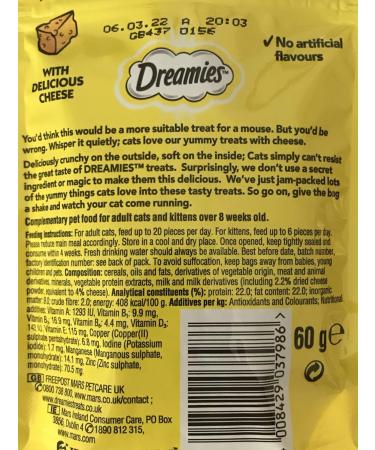 06.03.22 A 20:03
GB437 0156
✓ No artificial
flavours
WITH
DELICIOUS
CHEESE
Dreamies™
You'd think this would be a more suitable treat for a mouse. But you'd be
wrong. Whisper it quietly; cats love our yummy treats with cheese.
Deliciously crunchy on the outside, soft on the inside; Cats simply can't resist
the great taste of DREAMIES™ treats. Surprisingly, we don't use a secret
ingredient or magic to make them this delicious. We've just jam-packed lots
of the yummy things cats love into these tasty treats. So go on, give the bag
a shake and watch your cat come running.
Complementary pet food for adult cats and kittens over 8 weeks old.
Feeding Instructions: For adult cats, feed up to 20 pieces per day. For kittens, feed up to 6 pieces per day.
Please reduce main meal accordingly. Store in a cool and dry place. Once opened, keep tightly sealed and
consume within 4 weeks. Fresh drinking water should always be available. Best before date, batch number,
factory identification number: see back of pack. To avoid suffocation, keep bags away from babies, young
children and pets. Composition: cereals, oils and fats, derivatives of vegetable origin, meat and animal
derivatives, vegetable protein extracts, milk and milk derivatives (including 2.2% dried cheese
powder, equivalent to 4% cheese). Analytical constituents (%): protein: 22.0; fat content: 22.0; inorganic
matter: 9.0; crude fibre: 2.0; energy: 408 kcal/100 g. Additives per kg: Antioxidants and Colourants; Nutritional
additives: Vitamin A: 1293 IU, Vitamin B₁: 9.9 mg,
Vitamin B₂: 16.9 mg, Vitamin B₆: 4.4 mg, Vitamin D₃:
IU, Vitamin E: 115 mg, Copper (Copper(II)
sulphate pentahydrate): 6.8 mg, Iodine (Potassium
iodide): 1.7 mg, Manganese (Manganous sulphate,
monohydrate): 14.1 mg, Zinc (Zinc sulphate,
monohydrate): 70.5 mg
60 g e
GB FREEPOST MARS PETCARE UK
0800 738 800, www.mars.co.uk/contact;
www.dreamiestreats.co.uk
IE Mars Ireland Consumer Care, PO Box
3856, Dublin 4 1890 812 315,
www.mars.com
008429 037986